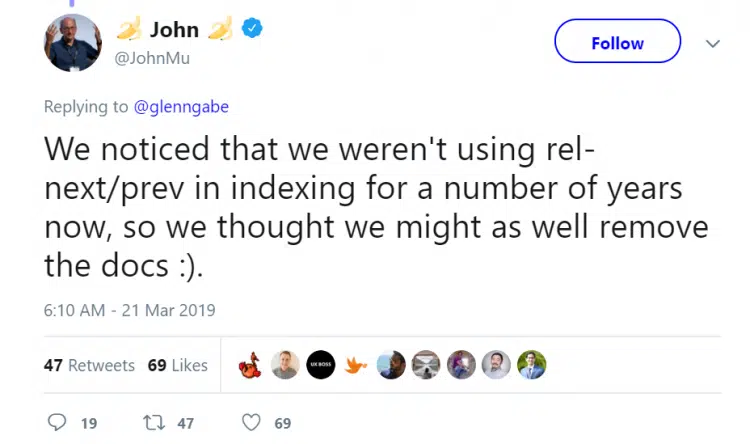 🍌 John 🍌
@JohnMu
Follow
Replying to @glenngabe
We noticed that we weren't using rel-
next/prev in indexing for a number of years
now, so we thought we might as well remove
the docs :).
6:10 AM - 21 Mar 2019
47 Retweets 69 Likes
UX BOSS
19 47 69